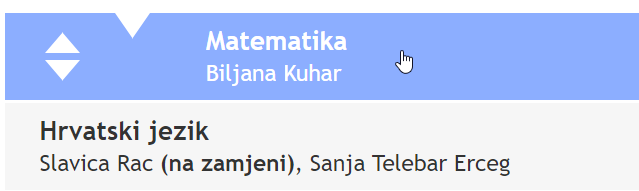 Matematika
Biljana Kuhar
Hrvatski jezik
Slavica Rac (na zamjeni), Sanja Telebar Erceg